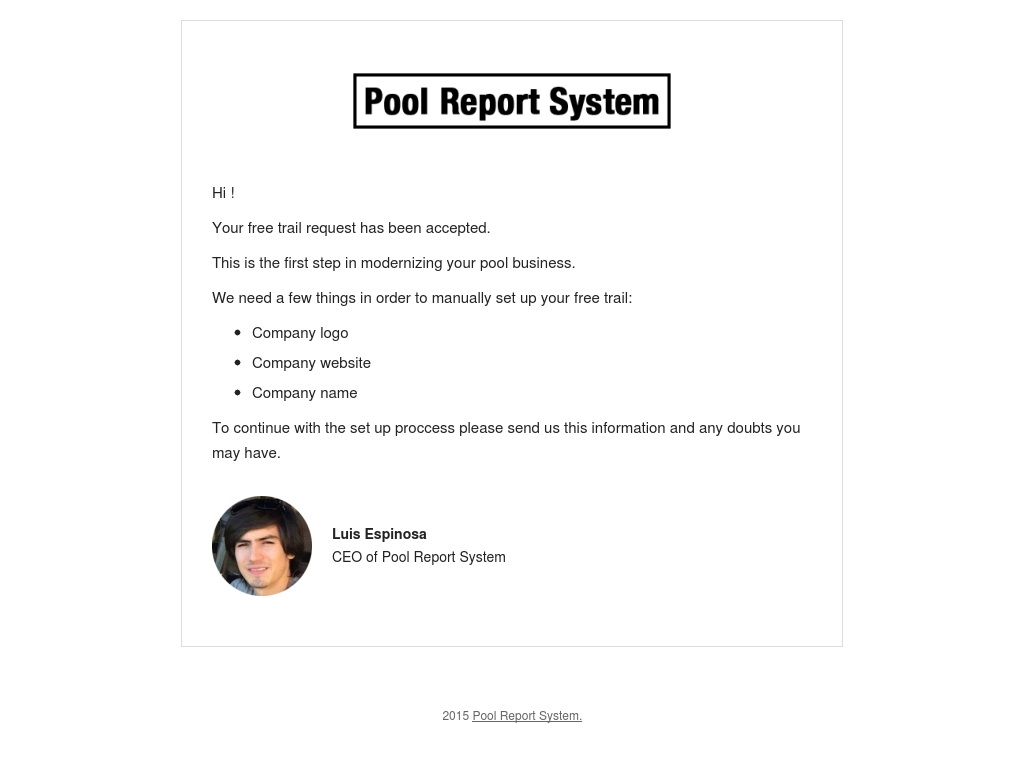 Pool Report System
Hi !
Your free trail request has been accepted.
This is the first step in modernizing your pool business.
We need a few things in order to manually set up your free trail:
• Company logo
• Company website
• Company name
To continue with the set up proccess please send us this information and any doubts you
may have.
Luis Espinosa
CEO of Pool Report System
2015 Pool Report System.